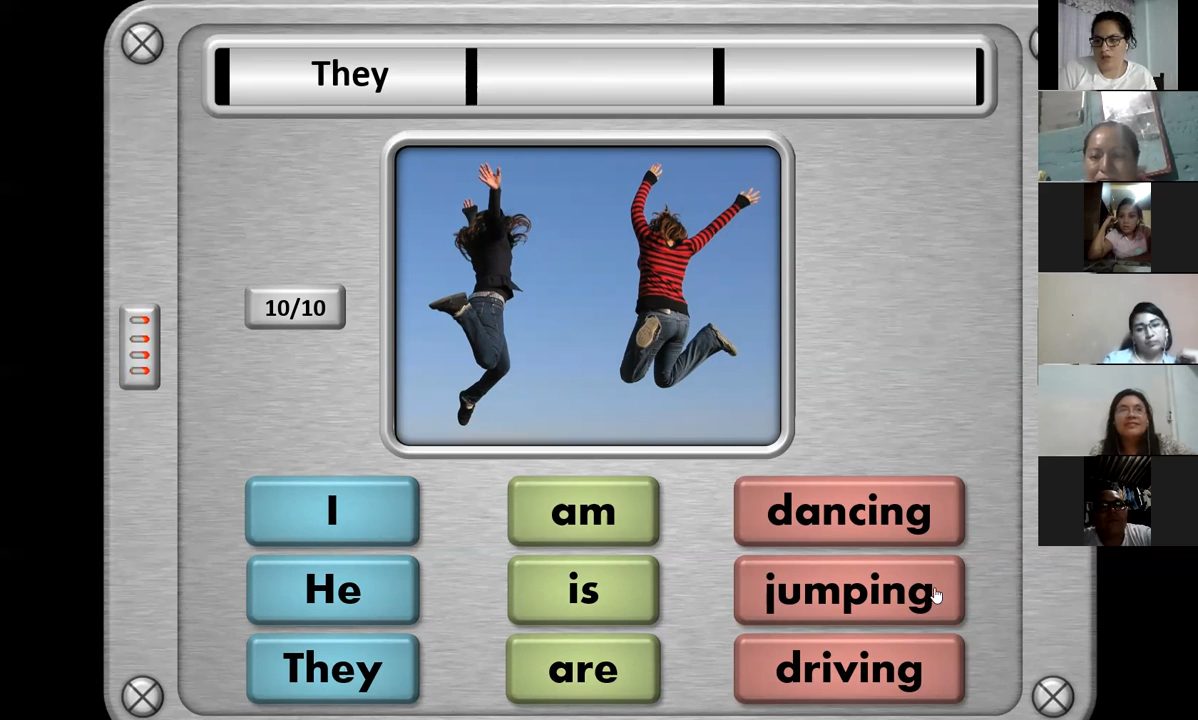 They
10/10
I am dancing
He is jumping
They are driving